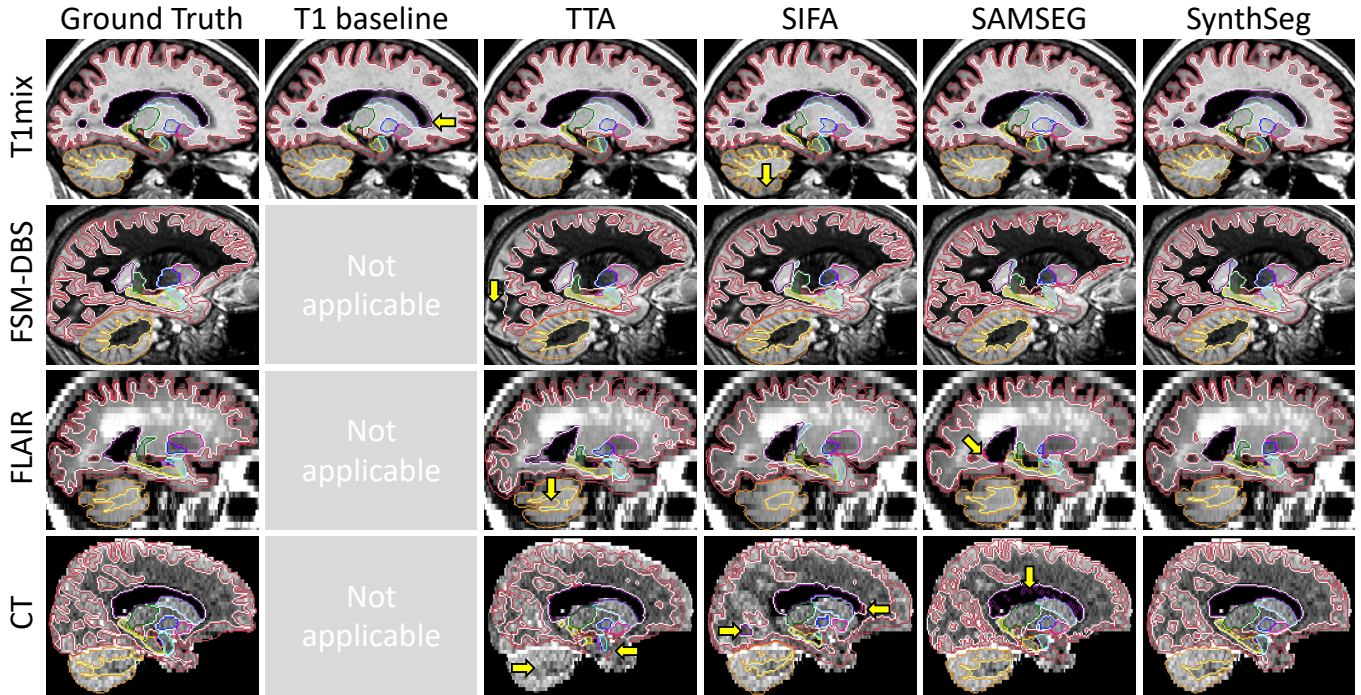 Ground Truth T1 baseline TTA SIFA SAMSEG SynthSeg
T1mix
FSM-DBS
Not
applicable
FLAIR
Not
applicable
CT
Not
applicable